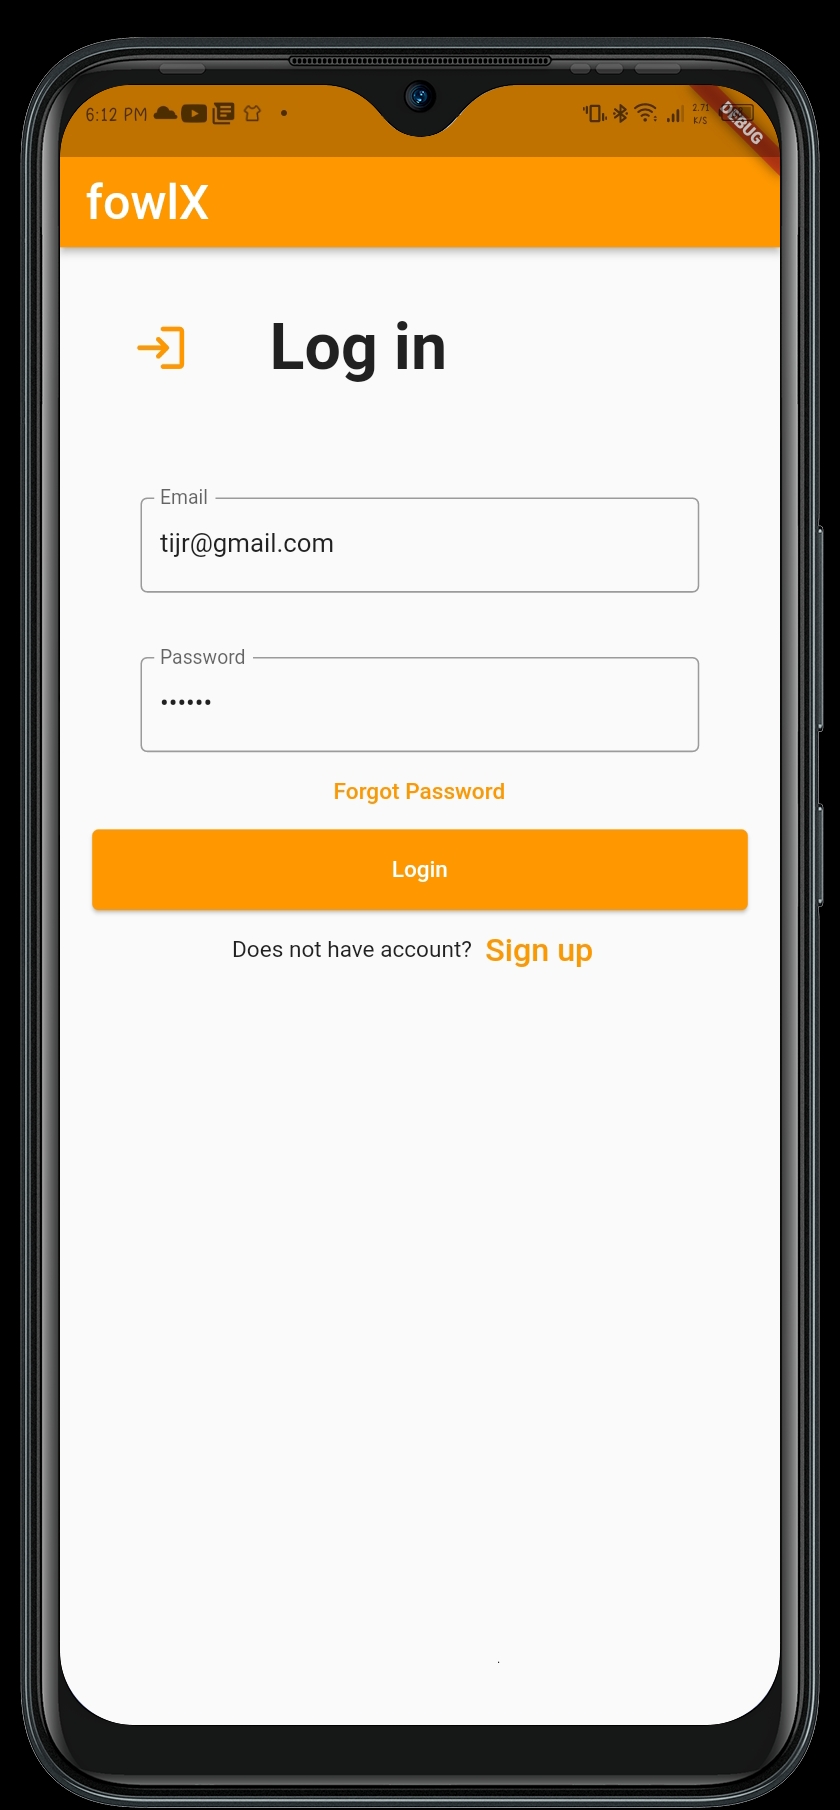 6:12 PM 2.71 K/S DEBUG
fowlX
Log in
Email
tijr@gmail.com
Password
••••••
Forgot Password
Login
Does not have account? Sign up